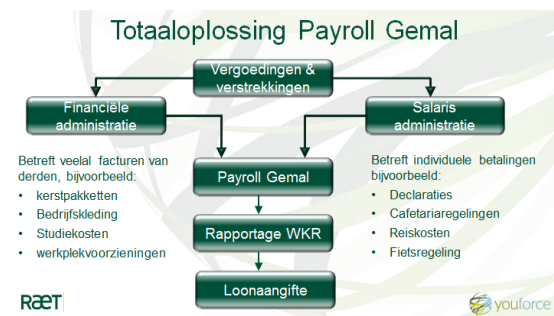 Totaaloplossing Payroll Gemal
Vergoedingen &
verstrekkingen
Financiële
administratie
Salaris
administratie
Betreft veelal facturen van
derden, bijvoorbeeld:
• kerstpakketten
• Bedrijfskleding
• Studiekosten
• werkplekvoorzieningen
Payroll Gemal
Rapportage WKR
Loonaangifte
Betreft individuele betalingen
bijvoorbeeld:
• Declaraties
• Cafetariaregelingen
• Reiskosten
• Fietsregeling
RAET
youforce